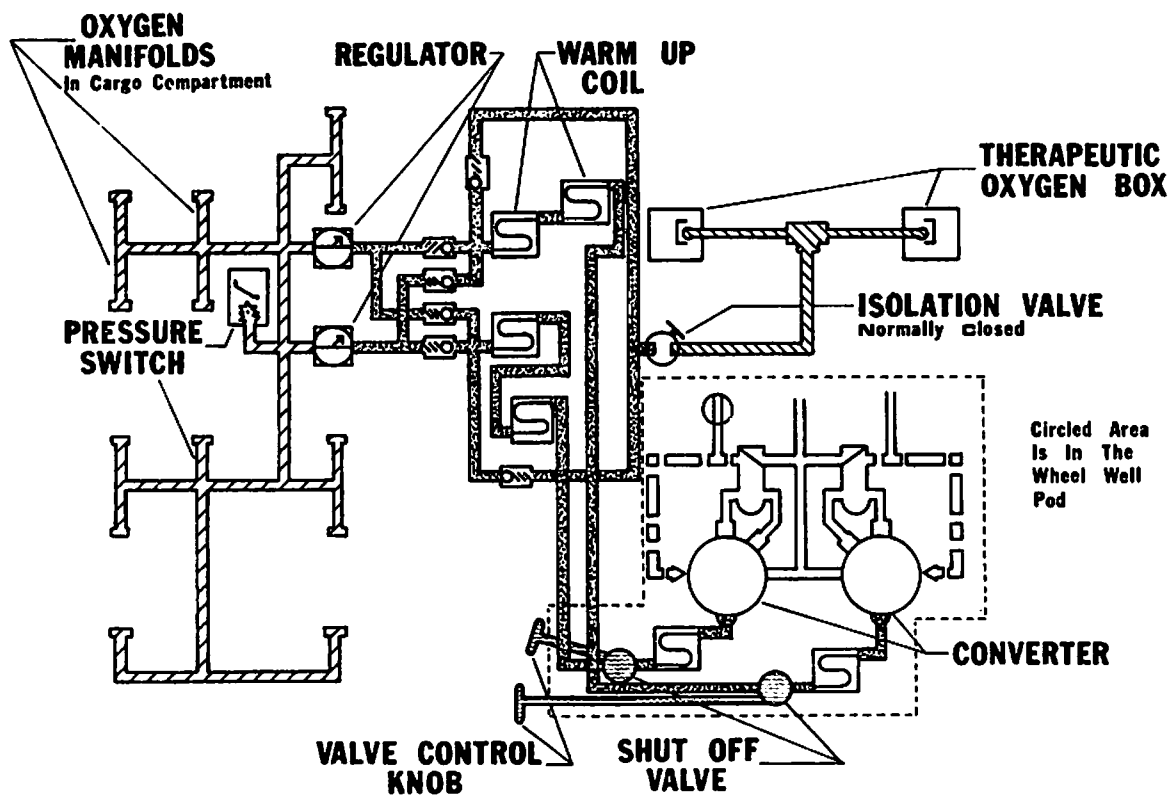 OXYGEN
MANIFOLDS
In Cargo Compartment
REGULATOR
WARM UP
COIL
THERAPEUTIC
OXYGEN BOX
ISOLATION VALVE
Normally Closed
PRESSURE
SWITCH
Circled Area
Is In The
Wheel Well
Pod
CONVERTER
VALVE CONTROL
KNOB
SHUT OFF
VALVE